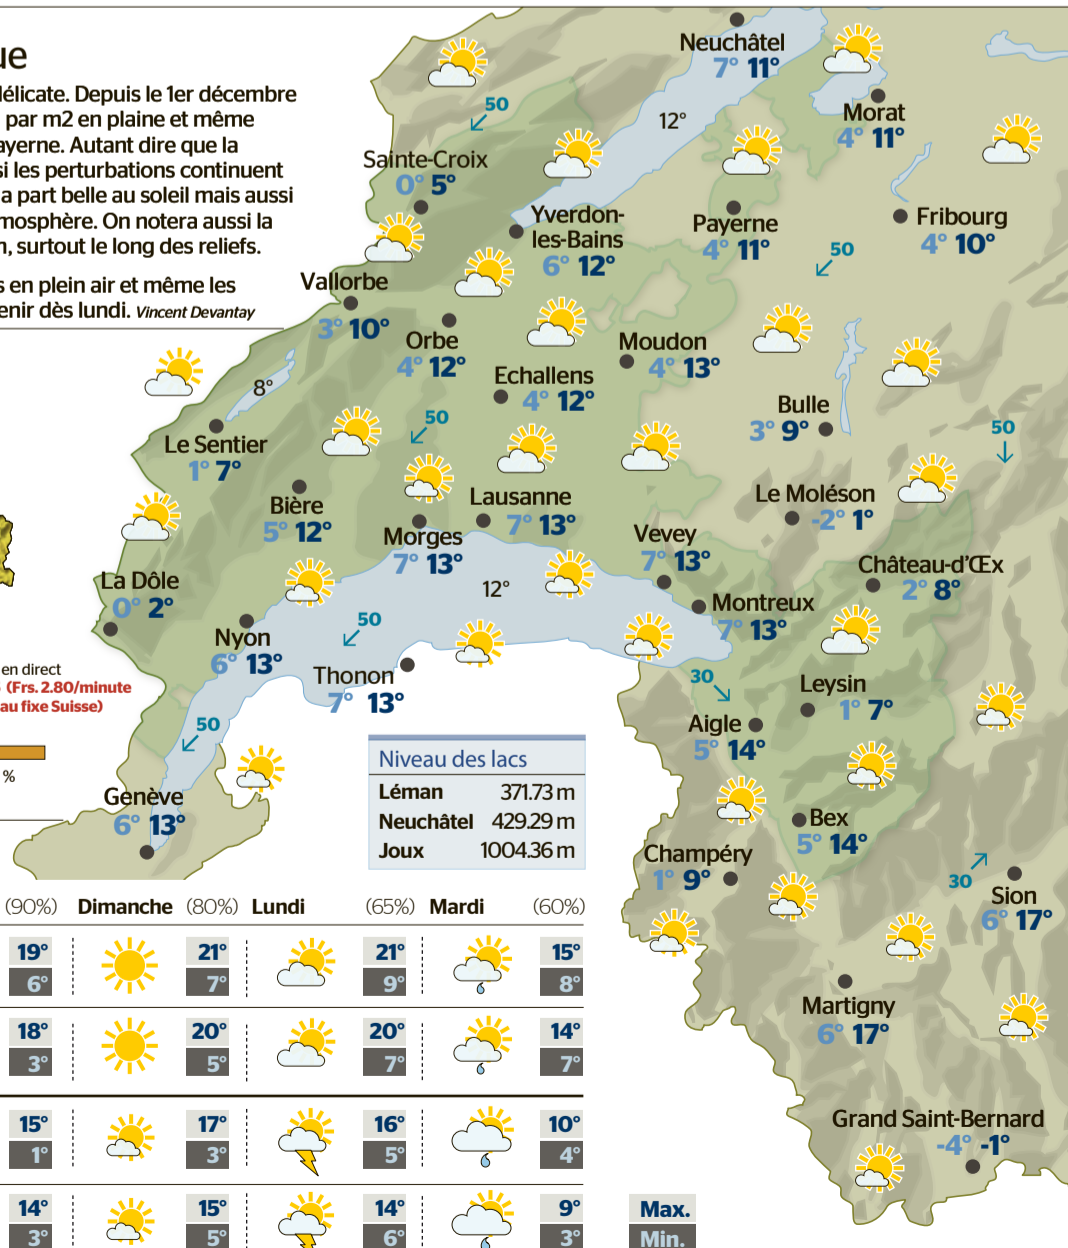 ue
délicate. Depuis le 1er décembre
par m2 en plaine et même
ayerne. Autant dire que la
si les perturbations continuent
a part belle au soleil mais aussi
mosphère. On notera aussi la
n, surtout le long des reliefs.
s en plein air et même les
enir dès lundi. Vincent Devantay
Neuchâtel
7° 11°
Morat
4° 11°
12°
50
Sainte-Croix
0° 5°
Yverdon-
les-Bains
6° 12°
Payerne
4° 11°
Fribourg
4° 10°
50
Vallorbe
3° 10°
Orbe
4° 12°
Moudon
4° 13°
8°
Echallens
4° 12°
Bulle
3° 9°
50
50
Le Sentier
1° 7°
Bière
5° 12°
Lausanne
7° 13°
Morges
7° 13°
Le Moléson
-2° 1°
Vevey
7° 13°
Château-d'Œx
2° 8°
La Dôle
0° 2°
12°
Montreux
7° 13°
50
Nyon
6° 13°
Thonon
7° 13°
en direct
(Frs. 2.80/minute
au fixe Suisse)
30
Leysin
1° 7°
Aigle
5° 14°
50
%
Genève
6° 13°
Niveau des lacs
Léman 371.73 m
Neuchâtel 429.29 m
Joux 1004.36 m
Bex
5° 14°
Champéry
1° 9°
30
Sion
6° 17°
Martigny
6° 17°
Grand Saint-Bernard
-4° -1°
(90%) Dimanche (80%) Lundi (65%) Mardi (60%)
19° 21° 21° 15°
6° 7° 9° 8°
18° 20° 20° 14°
3° 5° 7° 7°
15° 17° 16° 10°
1° 3° 5° 4°
14° 15° 14° 9°
3° 5° 6° 3°
Max.
Min.